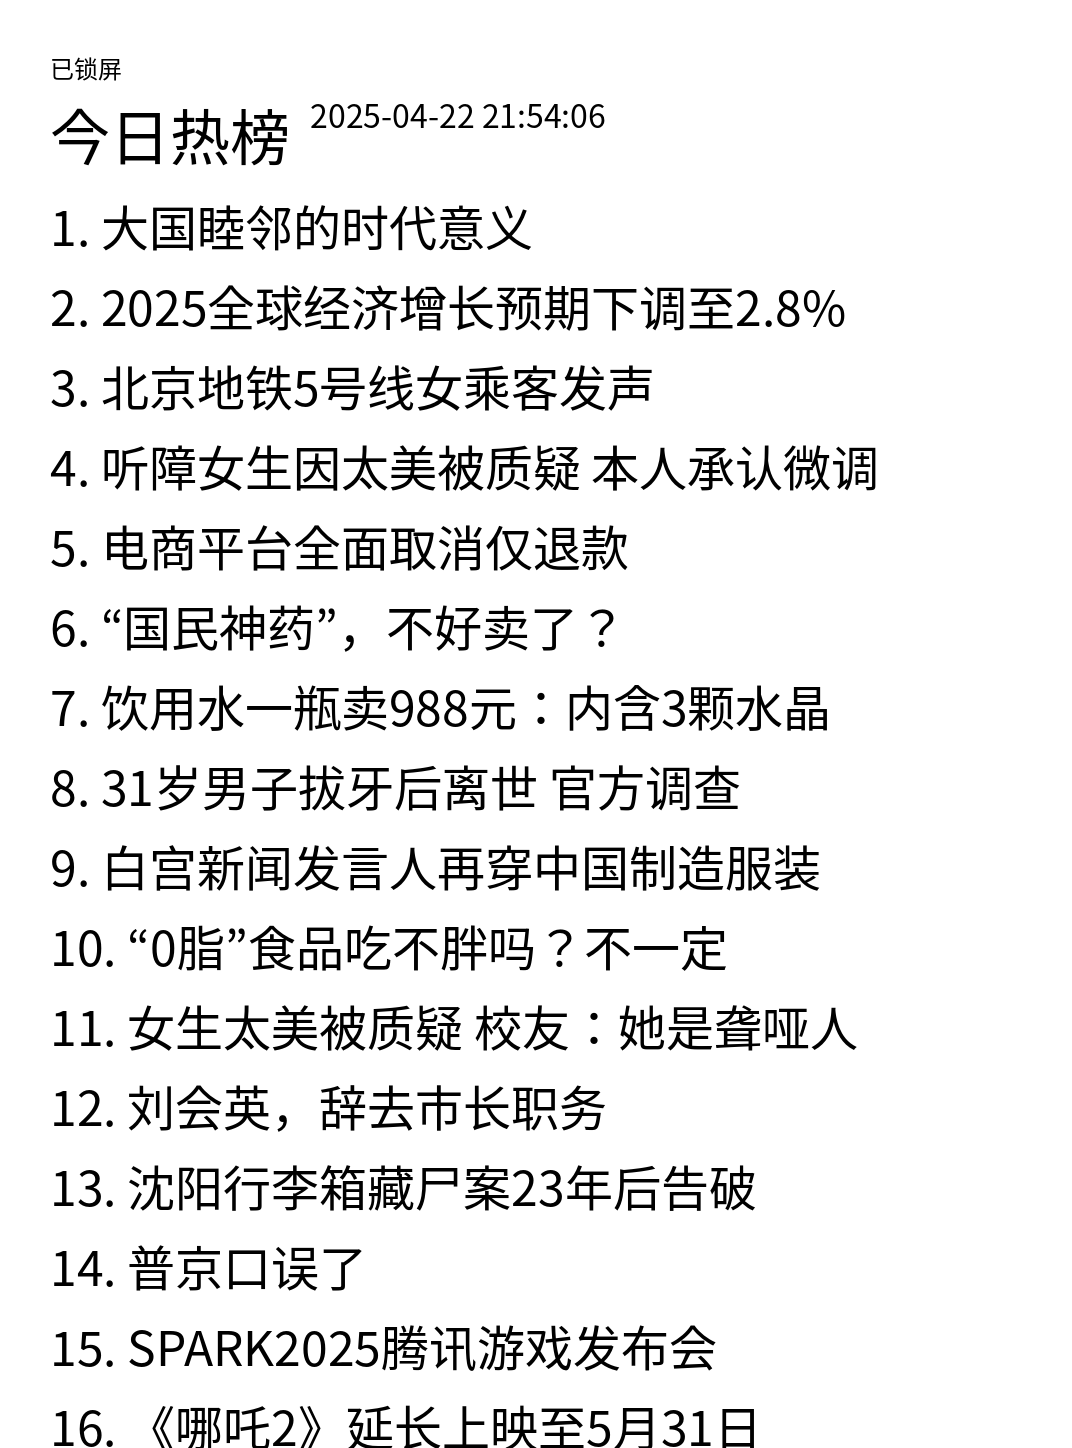 已锁屏
今日热榜 2025-04-22 21:54:06
1. 大国睦邻的时代意义
2. 2025全球经济增长预期下调至2.8%
3. 北京地铁5号线女乘客发声
4. 听障女生因太美被质疑 本人承认微调
5. 电商平台全面取消仅退款
6. “国民神药”，不好卖了？
7. 饮用水一瓶卖988元：内含3颗水晶
8. 31岁男子拔牙后离世 官方调查
9. 白宫新闻发言人再穿中国制造服装
10. “0脂”食品吃不胖吗？不一定
11. 女生太美被质疑 校友：她是聋哑人
12. 刘会英，辞去市长职务
13. 沈阳行李箱藏尸案23年后告破
14. 普京口误了
15. SPARK2025腾讯游戏发布会
16. 《哪吒2》延长上映至5月31日